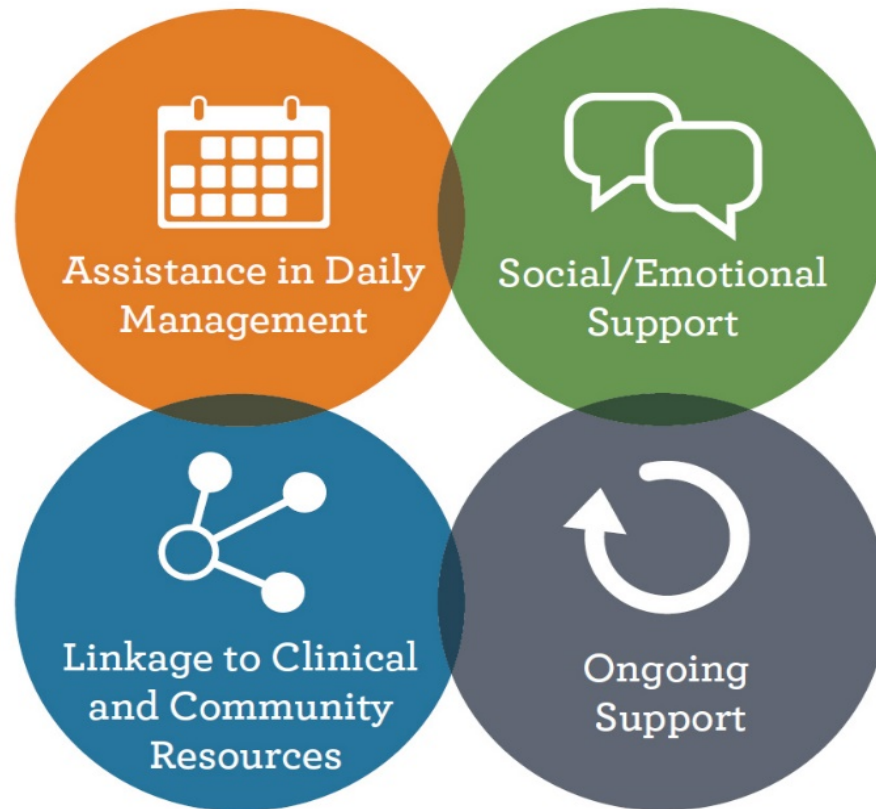 Assistance in Daily
Management
Social/Emotional
Support
Linkage to Clinical
and Community
Resources
Ongoing
Support